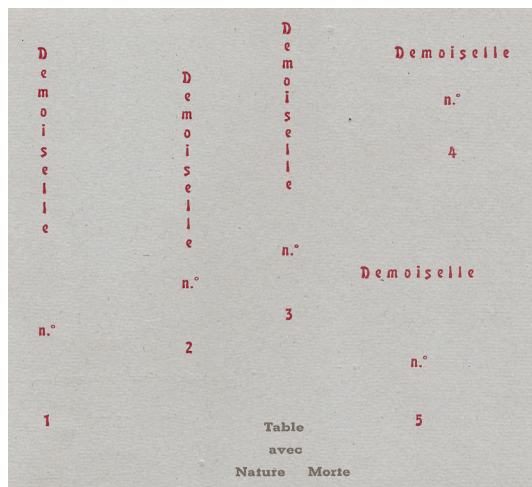 Demoiselle
n.º
1
Demoiselle
n.º
2
Demoiselle
n.º
3
Demoiselle
n.º
4
Demoiselle
n.º
5
Table
avec
Nature Morte